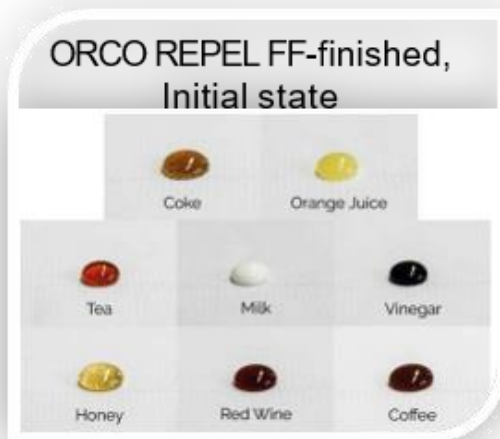 ORCO REPEL FF-finished,
Initial state
Coke Orange Juice
Tea Milk Vinegar
Honey Red Wine Coffee